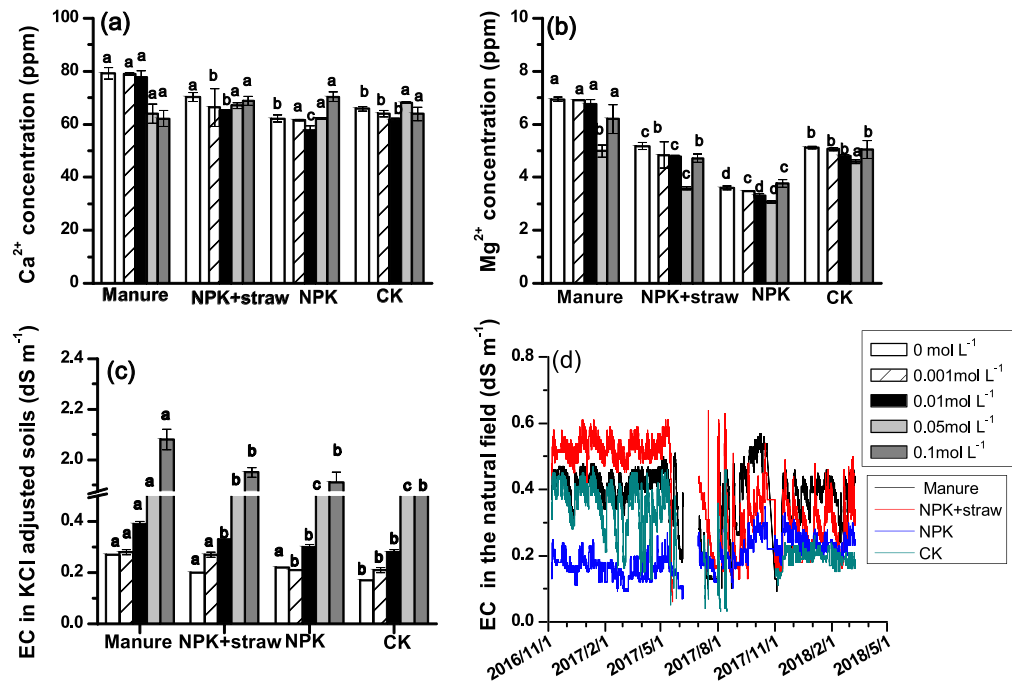 (a)
Ca²⁺ concentration (ppm)
100
80
60
40
20
0
a a a a a
a b b a a
b a c a a
b b b a a
Manure NPK+straw NPK CK
(b)
Mg²⁺ concentration (ppm)
10
8
6
4
2
0
a a a b a
c b c c b
d c d d c
b b b a b
Manure NPK+straw NPK CK
(c)
EC in KCl adjusted soils (dS m⁻¹)
2.4
2.2
2.0
0.4
0.2
0.0
a a a a a
a a b b b
a b b c b
b b b c b
Manure NPK+straw NPK CK
(d)
EC in the natural field (dS m⁻¹)
0.8
0.6
0.4
0.2
0.0
2016/11/1 2017/2/1 2017/5/1 2017/8/1 2017/11/1 2018/2/1 2018/5/1
0 mol L⁻¹
0.001mol L⁻¹
0.01mol L⁻¹
0.05mol L⁻¹
0.1mol L⁻¹
Manure
NPK+straw
NPK
CK